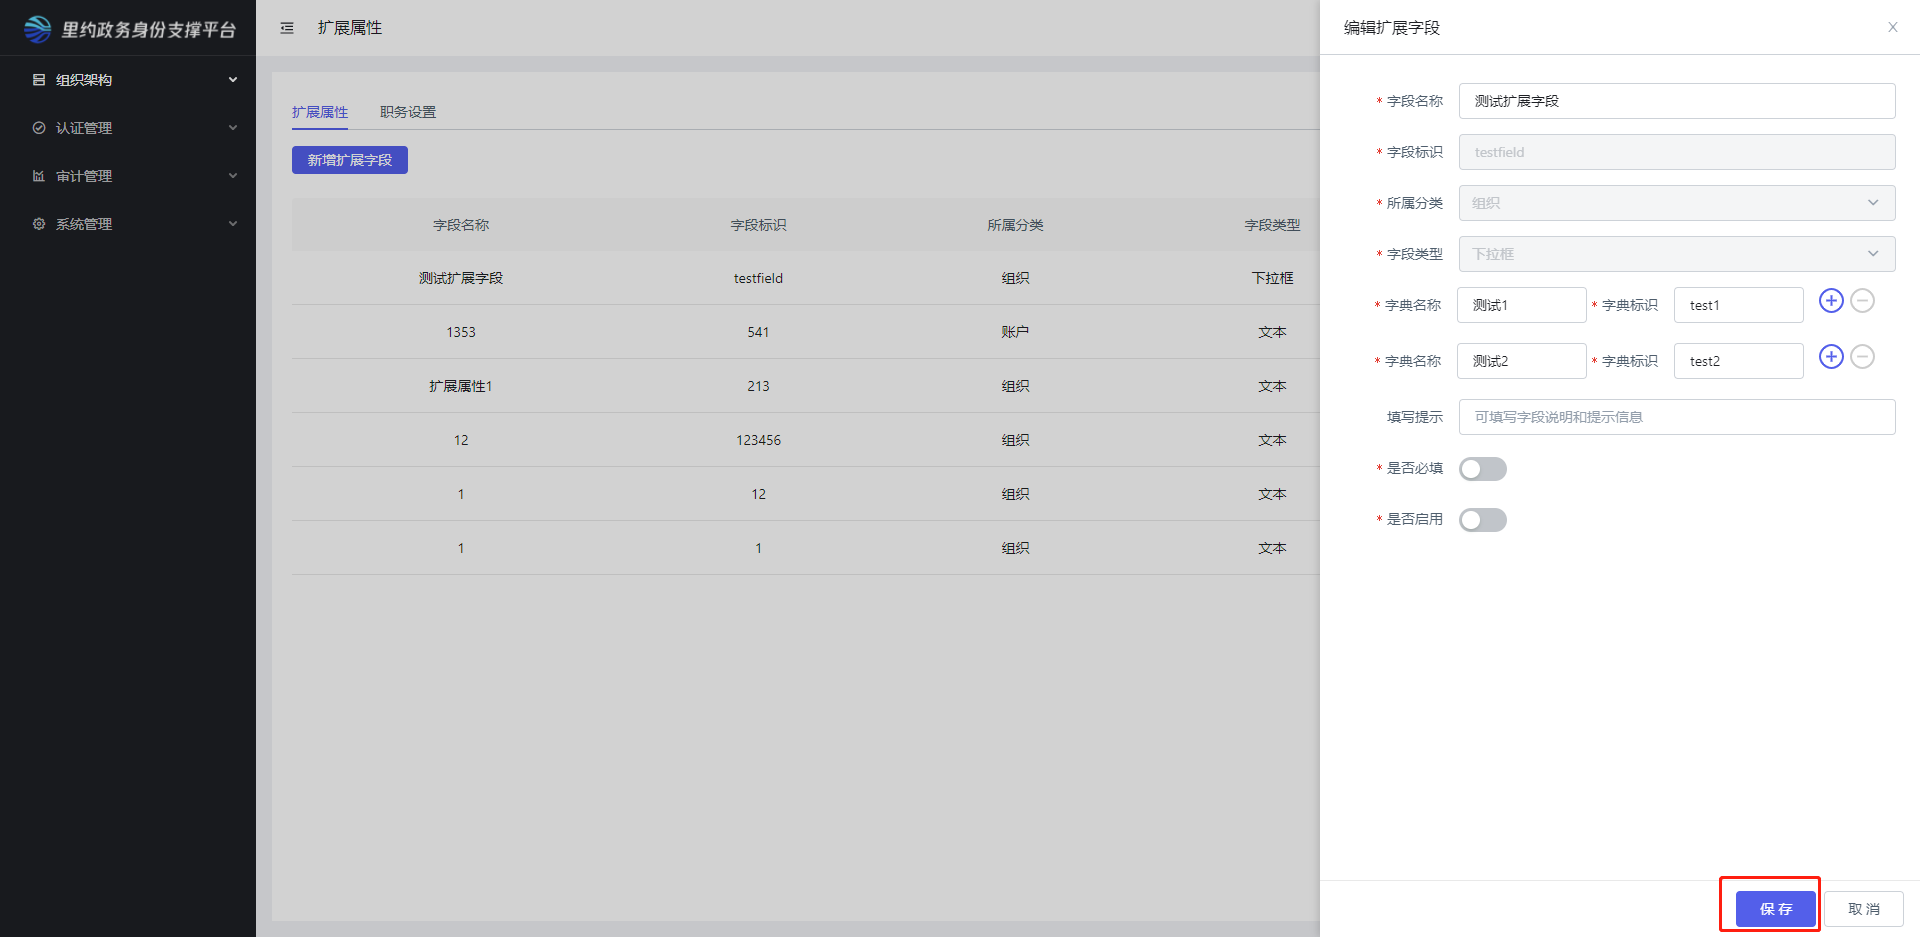 里约政务身份支撑平台
组织架构
认证管理
审计管理
系统管理
扩展属性
扩展属性 职务设置
新增扩展字段
字段名称 字段标识 所属分类 字段类型
测试扩展字段 testfield 组织 下拉框
1353 541 账户 文本
扩展属性1 213 组织 文本
12 123456 组织 文本
1 12 组织 文本
1 1 组织 文本
编辑扩展字段
* 字段名称 测试扩展字段
* 字段标识 testfield
* 所属分类 组织
* 字段类型 下拉框
* 字典名称 测试1 * 字典标识 test1
* 字典名称 测试2 * 字典标识 test2
填写提示 可填写字段说明和提示信息
* 是否必填
* 是否启用
保存 取消